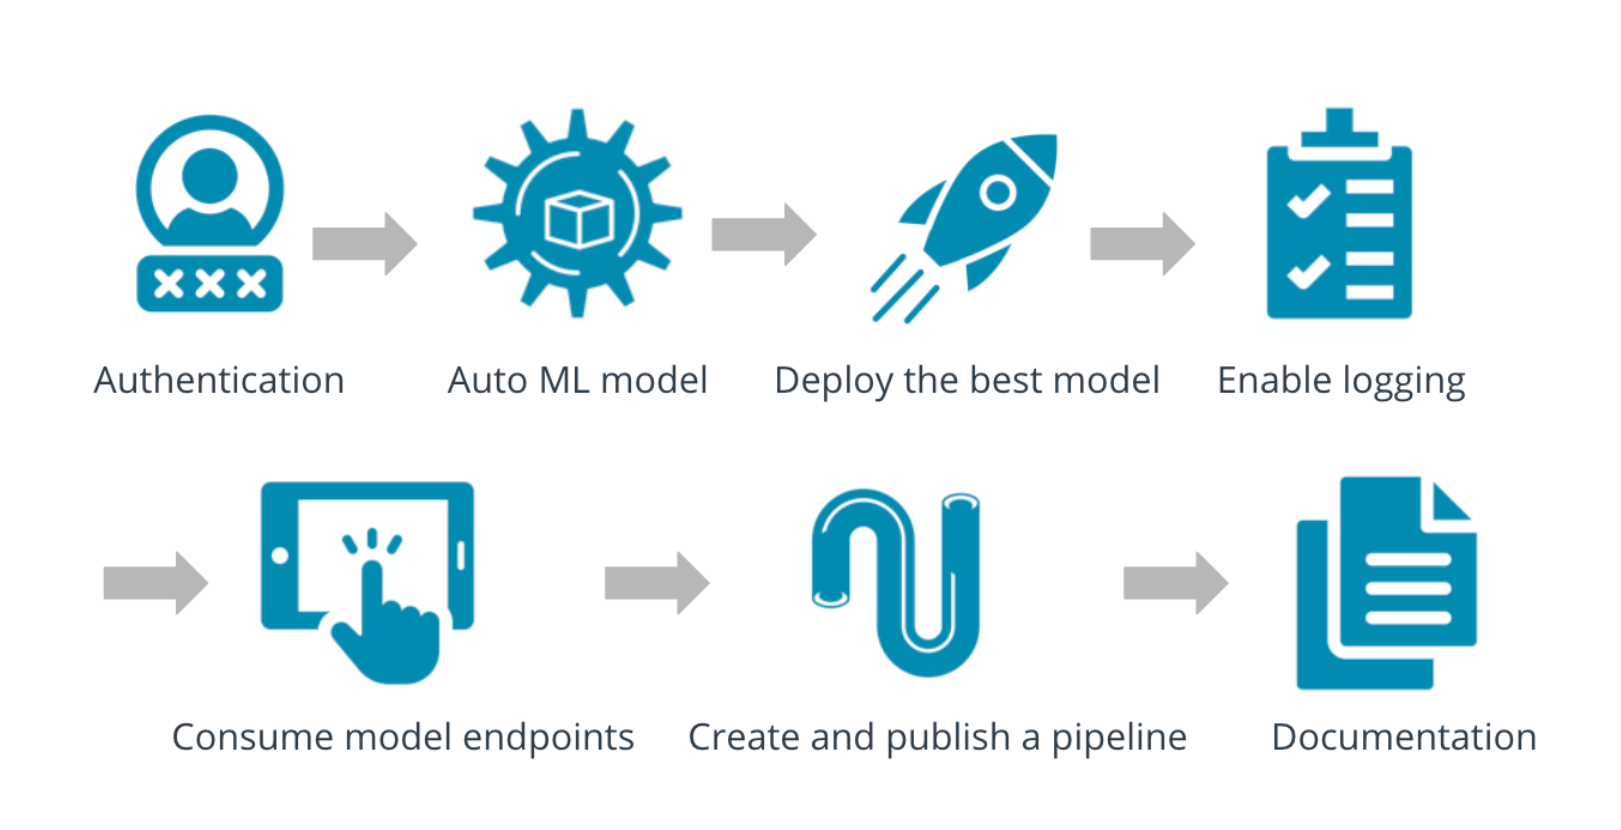 Authentication
Auto ML model
Deploy the best model
Enable logging
Consume model endpoints
Create and publish a pipeline
Documentation